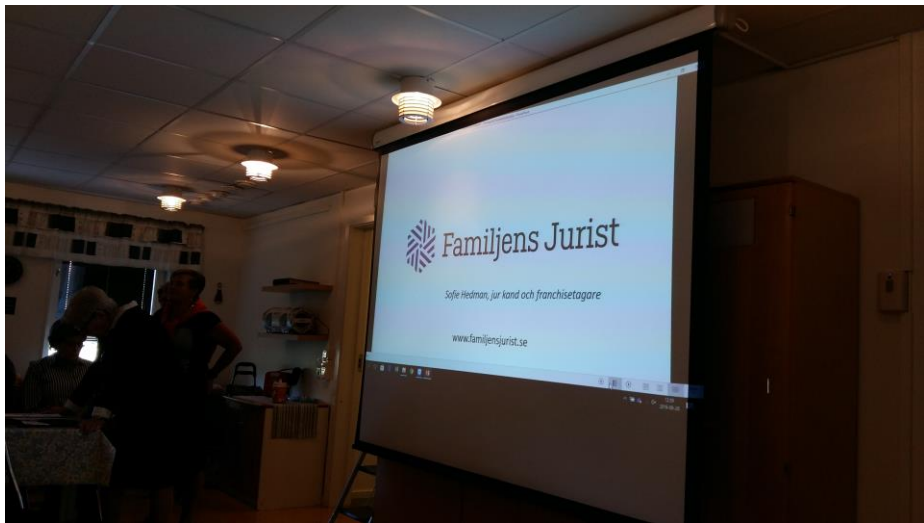 Familjens Jurist
Sofie Hedman, jur kand och franchisetagare
www.familjensjurist.se